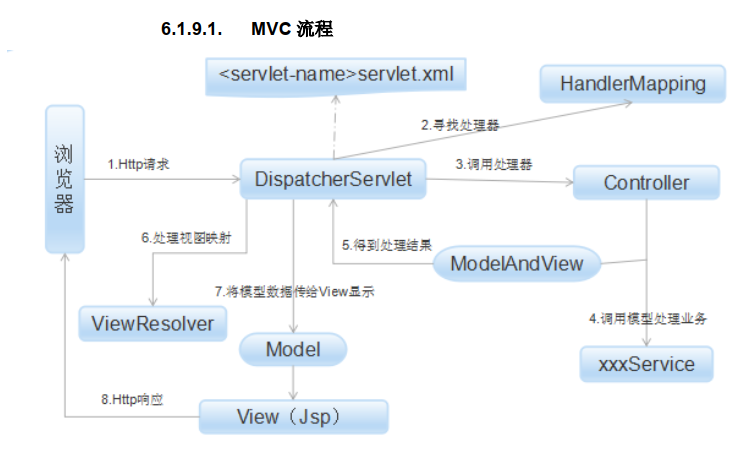 6.1.9.1. MVC 流程
<servlet-name>servlet.xml
HandlerMapping
2.寻找处理器
浏览器
1.Http请求
DispatcherServlet
3.调用处理器
Controller
6.处理视图映射
5.得到处理结果
ModelAndView
7.将模型数据传给View显示
ViewResolver
4.调用模型处理业务
Model
xxxService
8.Http响应
View（Jsp）